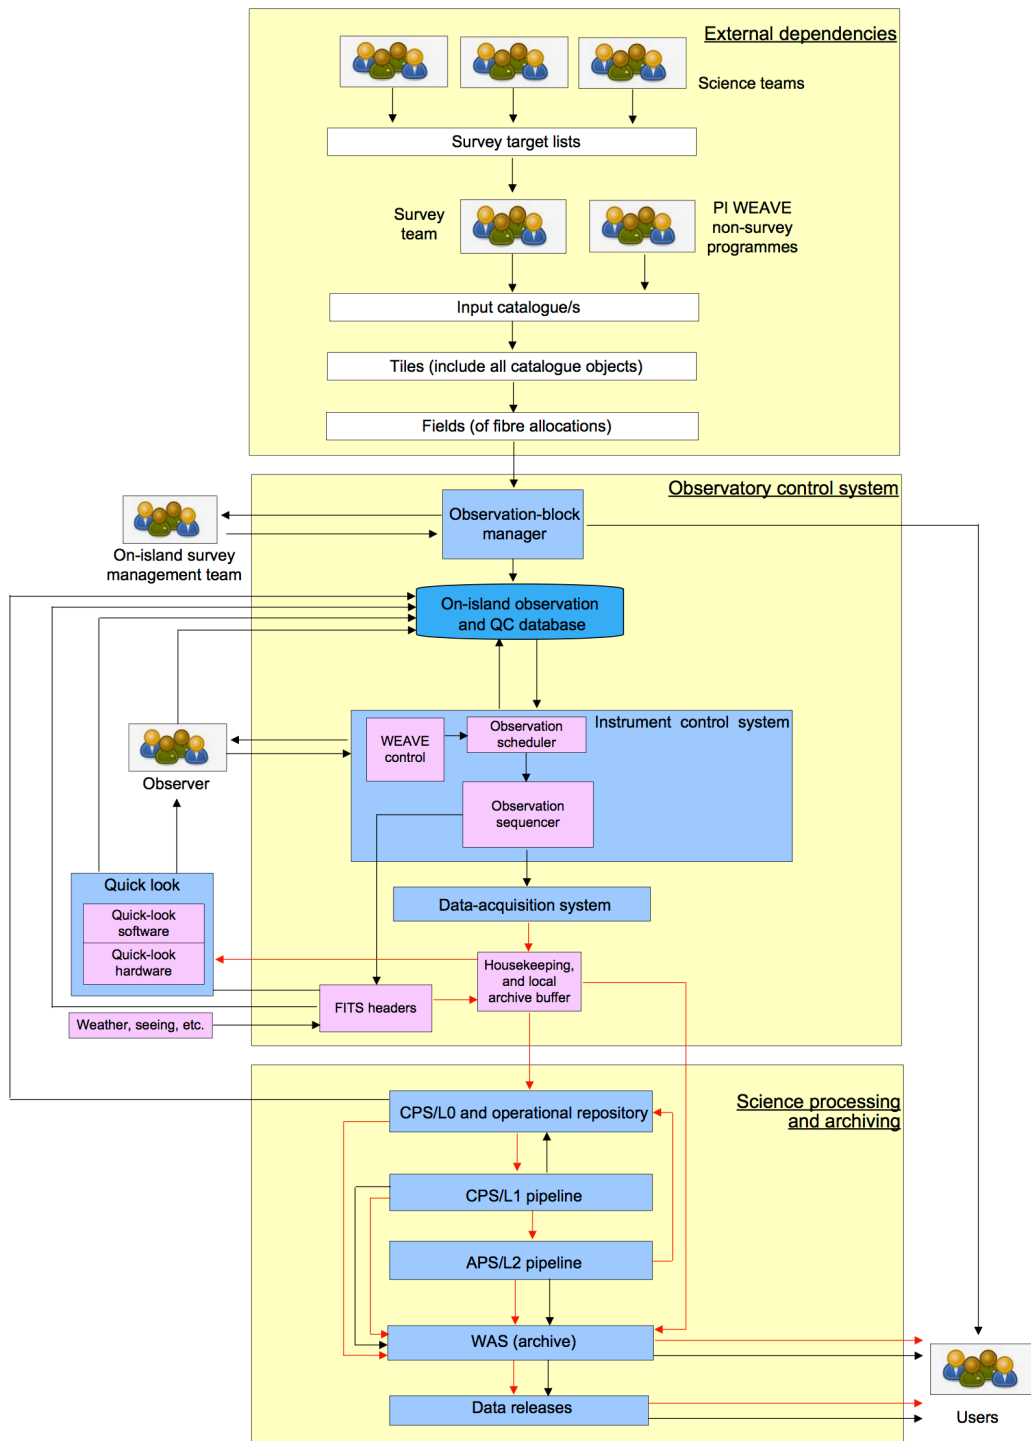 External dependencies
Science teams
Survey target lists
Survey
team
PI WEAVE
non-survey
programmes
Input catalogue/s
Tiles (include all catalogue objects)
Fields (of fibre allocations)
Observatory control system
Observation-block
manager
On-island survey
management team
On-island observation
and QC database
Instrument control system
WEAVE
control
Observation
scheduler
Observation
sequencer
Observer
Quick look
Quick-look
software
Quick-look
hardware
Data-acquisition system
Housekeeping,
and local
archive buffer
FITS headers
Weather, seeing, etc.
Science processing
and archiving
CPS/L0 and operational repository
CPS/L1 pipeline
APS/L2 pipeline
WAS (archive)
Data releases
Users